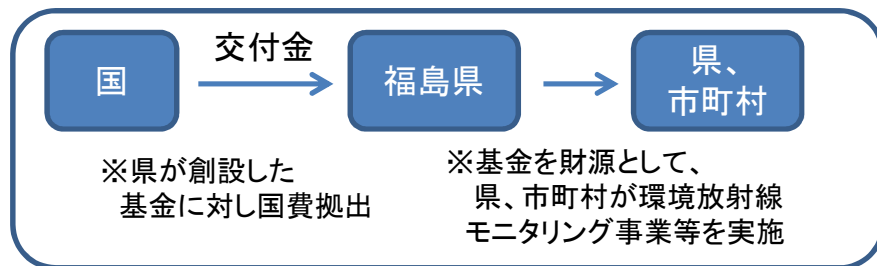 交付金
国
福島県
県、
市町村
※県が創設した
基金に対し国費拠出
※基金を財源として、
県、市町村が環境放射線
モニタリング事業等を実施